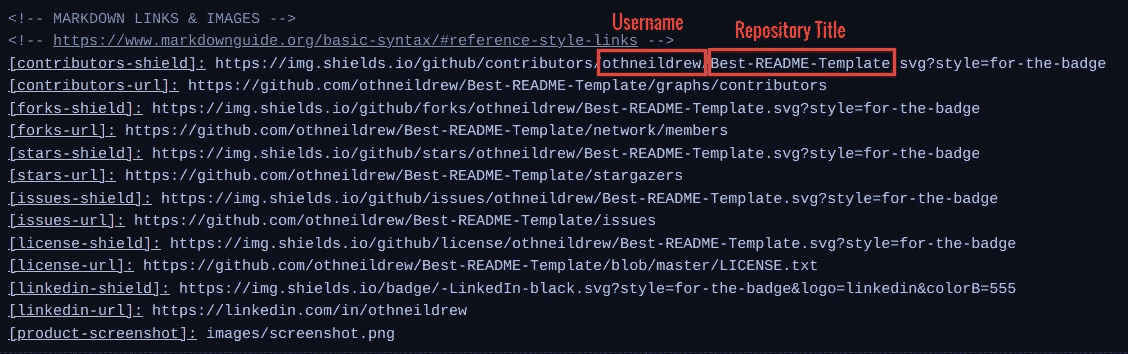 <!-- MARKDOWN LINKS & IMAGES -->
Username
Repository Title
<!-- https://www.markdownguide.org/basic-syntax/#reference-style-links -->
[contributors-shield]: https://img.shields.io/github/contributors/othneildrew/Best-README-Template.svg?style=for-the-badge
[contributors-url]: https://github.com/othneildrew/Best-README-Template/graphs/contributors
[forks-shield]: https://img.shields.io/github/forks/othneildrew/Best-README-Template.svg?style=for-the-badge
[forks-url]: https://github.com/othneildrew/Best-README-Template/network/members
[stars-shield]: https://img.shields.io/github/stars/othneildrew/Best-README-Template.svg?style=for-the-badge
[stars-url]: https://github.com/othneildrew/Best-README-Template/stargazers
[issues-shield]: https://img.shields.io/github/issues/othneildrew/Best-README-Template.svg?style=for-the-badge
[issues-url]: https://github.com/othneildrew/Best-README-Template/issues
[license-shield]: https://img.shields.io/github/license/othneildrew/Best-README-Template.svg?style=for-the-badge
[license-url]: https://github.com/othneildrew/Best-README-Template/blob/master/LICENSE.txt
[linkedin-shield]: https://img.shields.io/badge/-LinkedIn-black.svg?style=for-the-badge&logo=linkedin&colorB=555
[linkedin-url]: https://linkedin.com/in/othneildrew
[product-screenshot]: images/screenshot.png